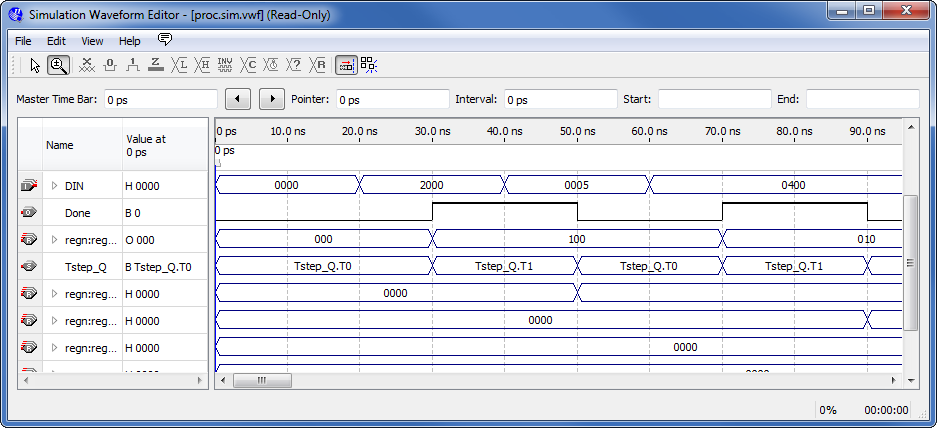 Simulation Waveform Editor - [proc.sim.vwf] (Read-Only)
File Edit View Help
Master Time Bar: 0 ps Pointer: 0 ps Interval: 0 ps Start: End:
Name Value at 0 ps
0 ps 10.0 ns 20.0 ns 30.0 ns 40.0 ns 50.0 ns 60.0 ns 70.0 ns 80.0 ns 90.0 ns
0 ps
DIN H 0000 0000 2000 0005 0400
Done B 0
regn:reg... O 000 000 100 010
Tstep_Q B Tstep_Q.T0 Tstep_Q.T0 Tstep_Q.T1 Tstep_Q.T0 Tstep_Q.T1
regn:reg... H 0000 0000
regn:reg... H 0000 0000
regn:reg... H 0000 0000
0% 00:00:00